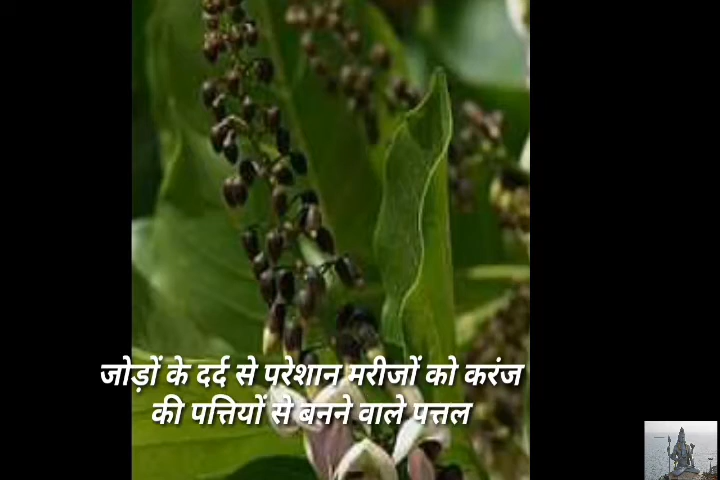 जोड़ों के दर्द से परेशान मरीजों को करंज
की पत्तियों से बनने वाले पत्तल